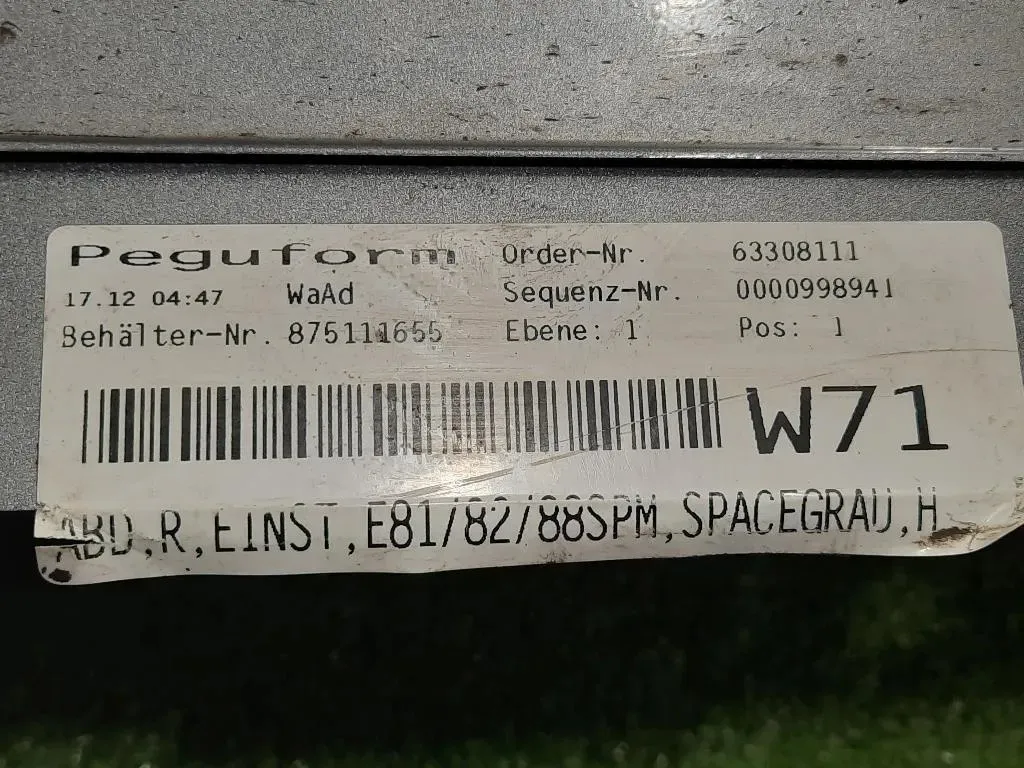 Peguform Order-Nr. 63308111
17.12 04:47 WaAd Sequenz-Nr. 0000998941
Behälter-Nr. 875111655 Ebene: 1 Pos: 1
W71
ABD,R,EINST,E81/82/88SPM,SPACEGRAU,H